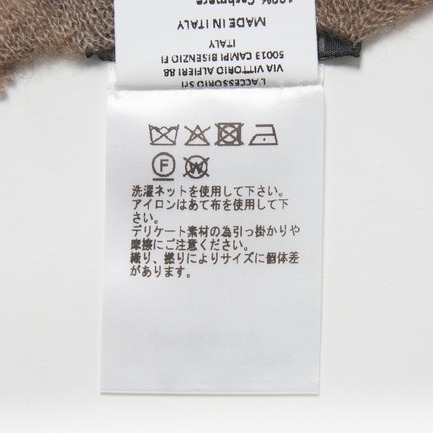 100% Cashmere
MADE IN ITALY
ITALY
50013 CAMPI BISENZIO FI
VIA VITTORIO ALFIERI 88
L'ACCESSORIO Srl
F W
洗濯ネットを使用して下さい。
アイロンはあて布を使用して下
さい。
デリケート素材の為引っ掛かりや
摩擦にご注意ください。
織り、撚りによりサイズに個体差
があります。